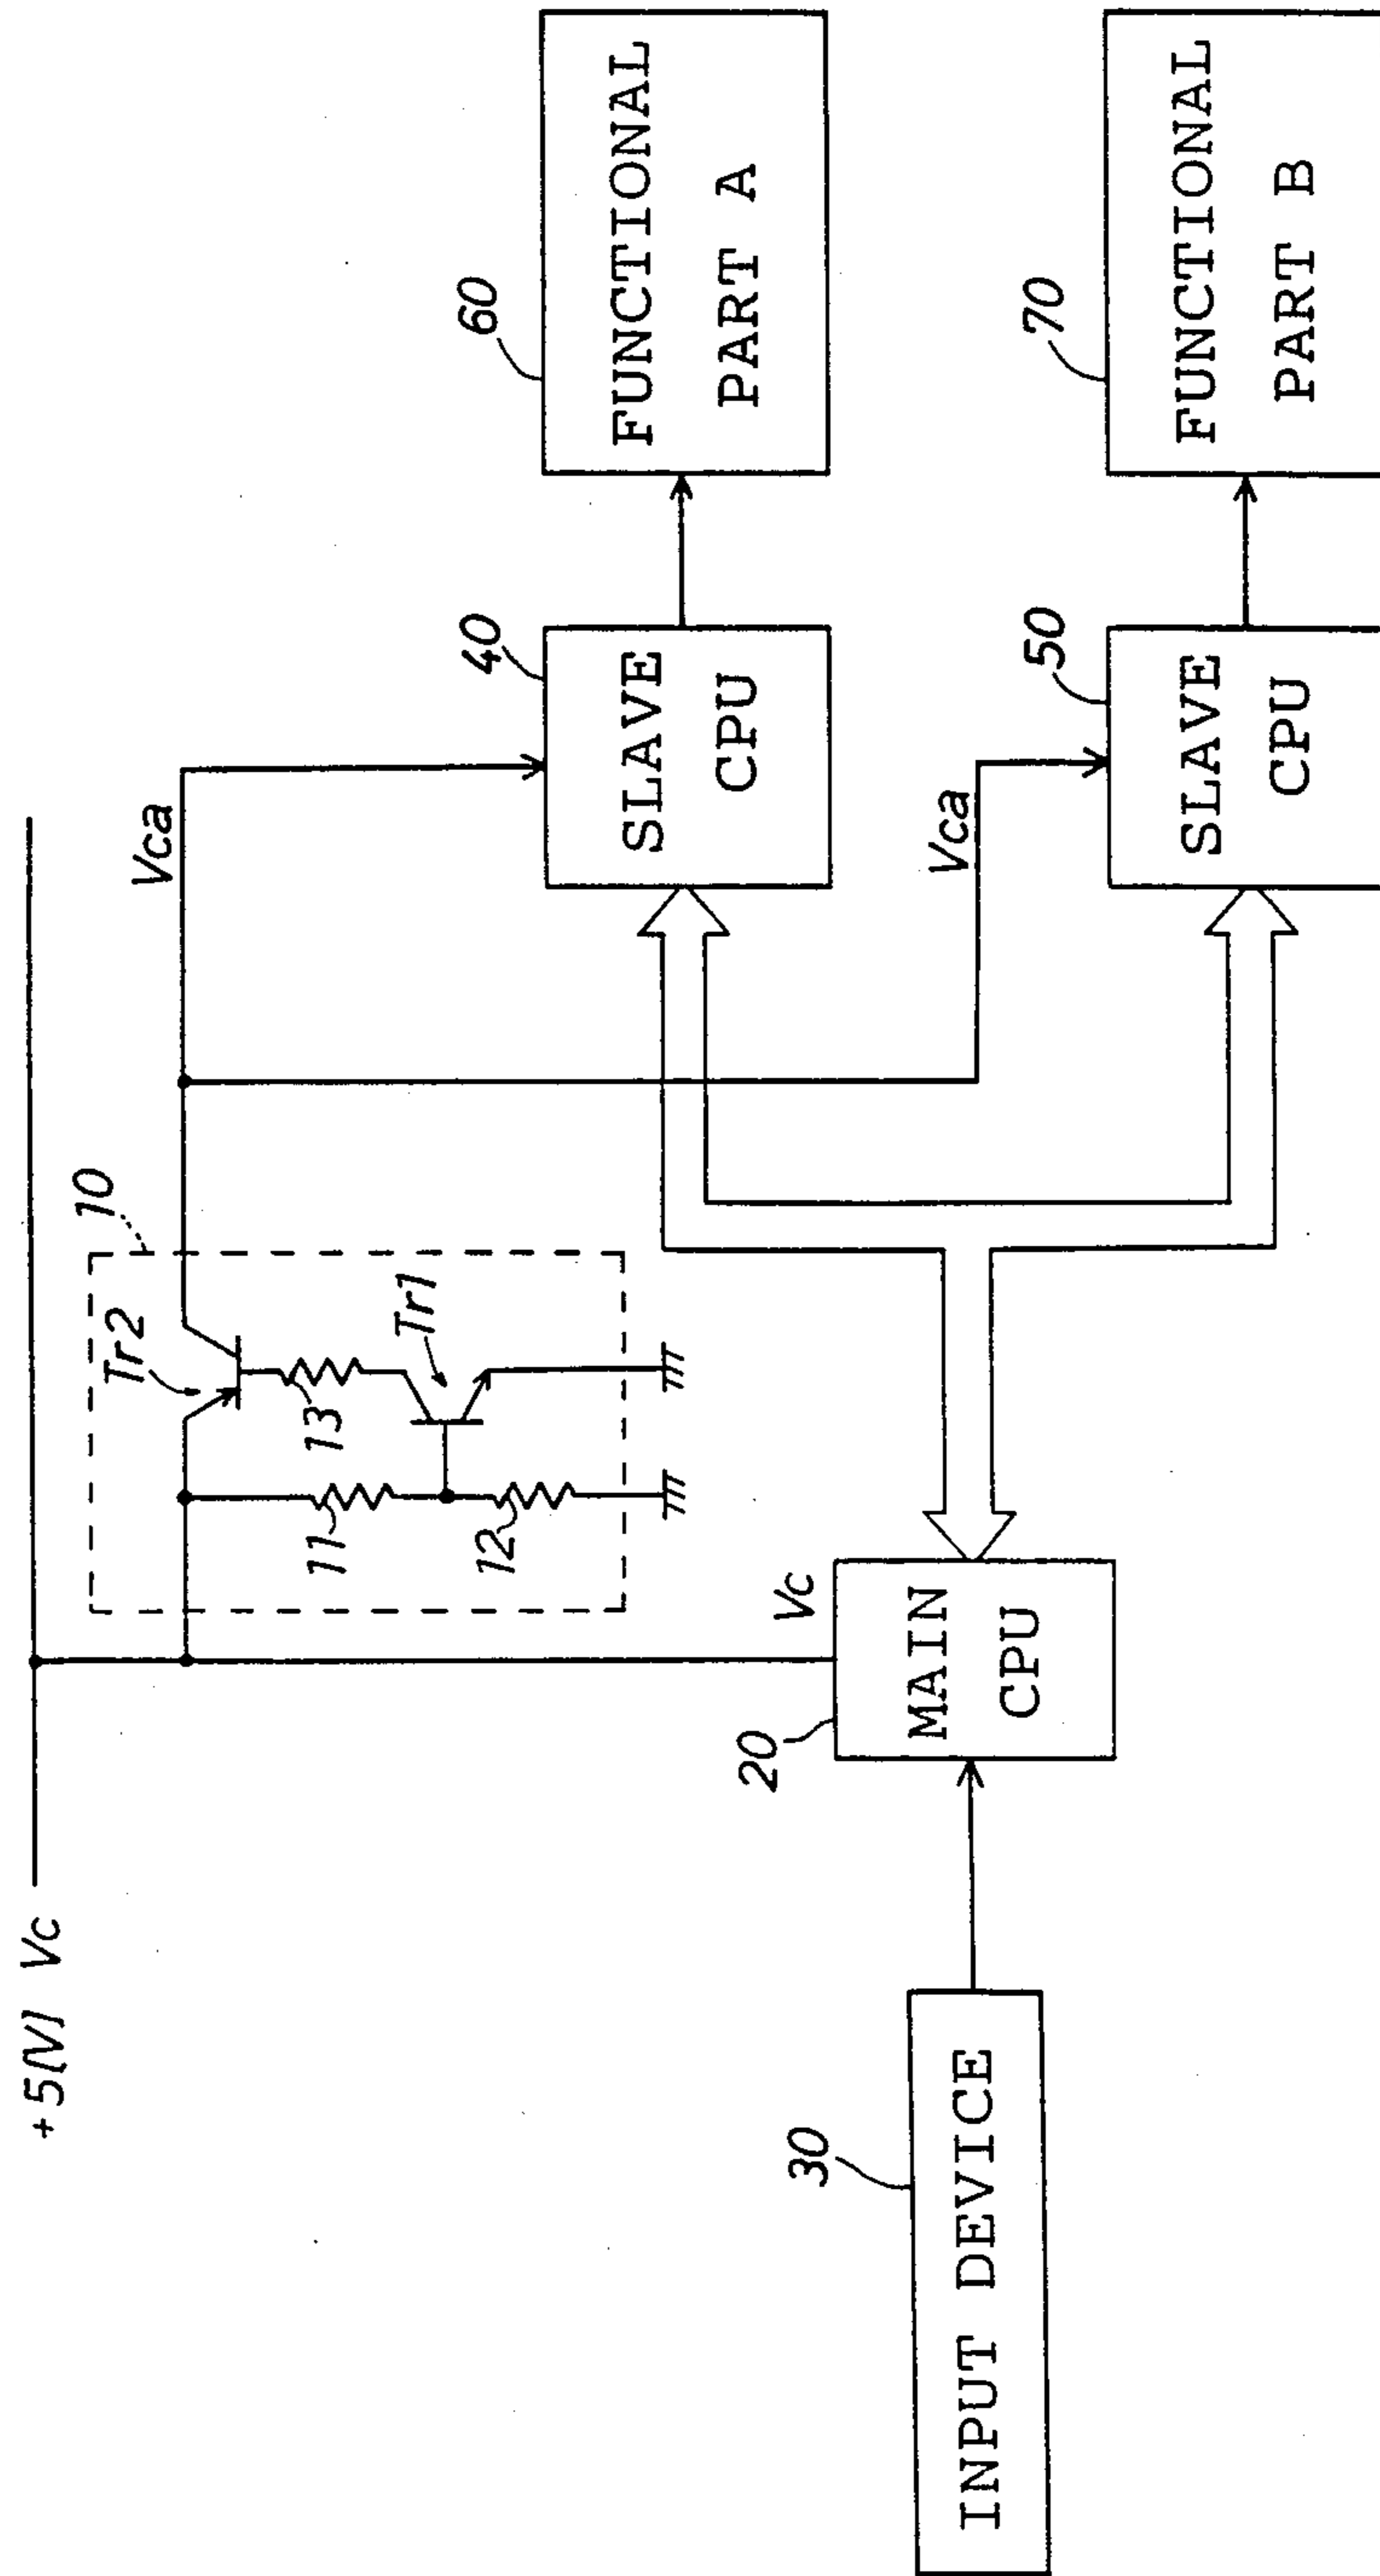 +5[V] Vc
10
Tr2
13
Tr1
11
12
Vca
Vca
Vc
30
INPUT DEVICE
20
MAIN
CPU
40
SLAVE
CPU
50
SLAVE
CPU
60
FUNCTIONAL
PART A
70
FUNCTIONAL
PART B